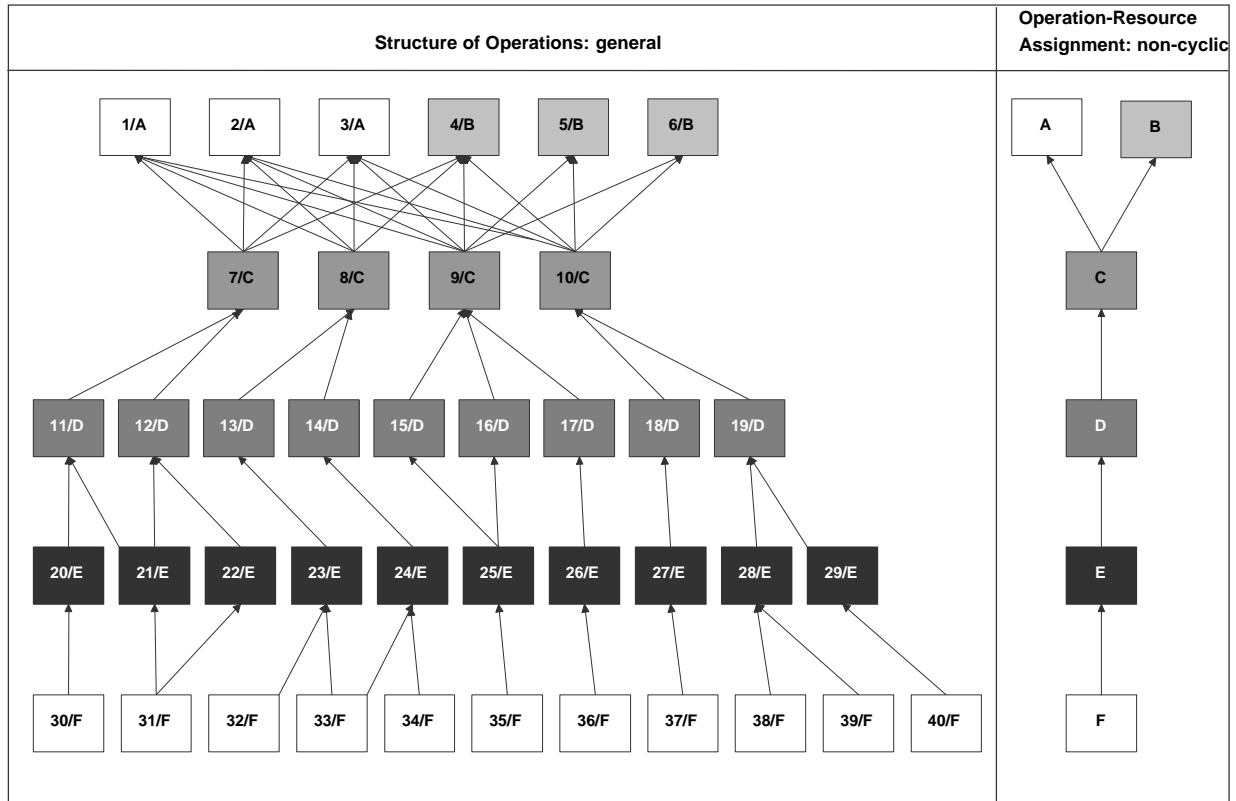 Structure of Operations: general
Operation-Resource
Assignment: non-cyclic
1/A 2/A 3/A 4/B 5/B 6/B
A B
7/C 8/C 9/C 10/C
C
11/D 12/D 13/D 14/D 15/D 16/D 17/D 18/D 19/D
D
20/E 21/E 22/E 23/E 24/E 25/E 26/E 27/E 28/E 29/E
E
30/F 31/F 32/F 33/F 34/F 35/F 36/F 37/F 38/F 39/F 40/F
F